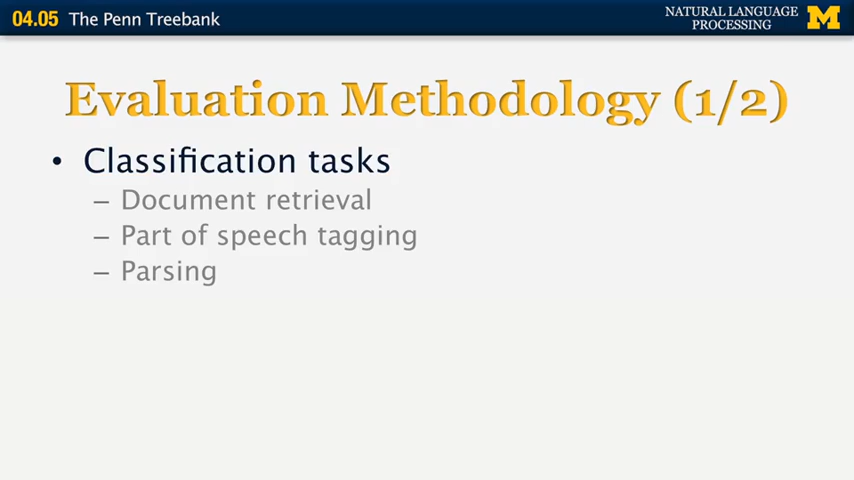 04.05 The Penn Treebank
NATURAL LANGUAGE
PROCESSING
M
Evaluation Methodology (1/2)
• Classification tasks
– Document retrieval
– Part of speech tagging
– Parsing